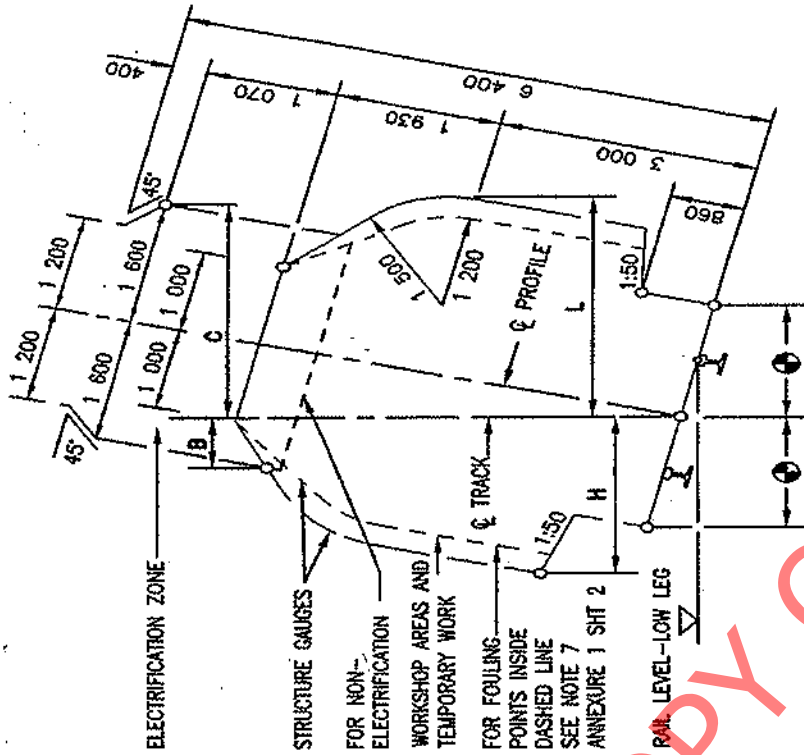 400
45°
1 200
1 200
1 600
1 600
1 000
1 000
45°
1 070
1 930
6 400
3 000
860
C
B
ELECTRIFICATION ZONE
STRUCTURE GAUGES
FOR NON-
ELECTRIFICATION
WORKSHOP AREAS AND
TEMPORARY WORK
FOR FOULING
POINTS INSIDE
DASHED LINE
SEE NOTE 7
ANNEXURE 1 SHT 2
RAIL LEVEL-LOW LEG
1 500
1 200
℄ PROFILE
L
℄ TRACK
H
1:50
1:50
COPY